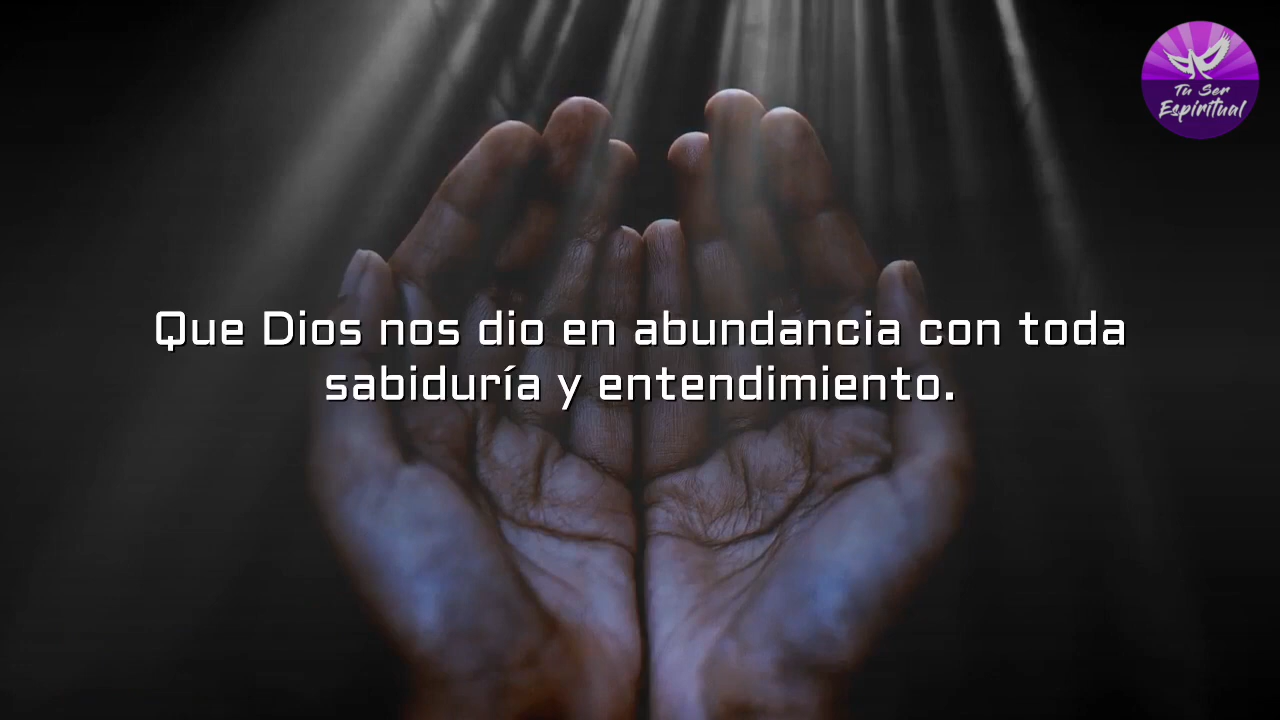 Tu Ser
Espiritual
Que Dios nos dio en abundancia con toda
sabiduría y entendimiento.